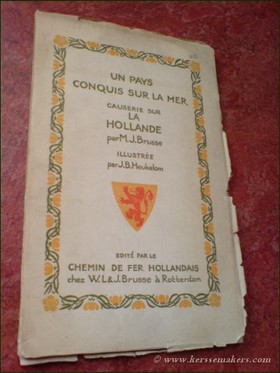 UN PAYS
CONQUIS SUR LA MER
CAUSERIE SUR
LA
HOLLANDE
par M.J.Brusse
ILLUSTRÉE
par J.B.Heukelom
EDITÉ PAR LE
CHEMIN DE FER HOLLANDAIS
chez W.L&J.Brusse à Rotterdam
© www.kerssemakers.com